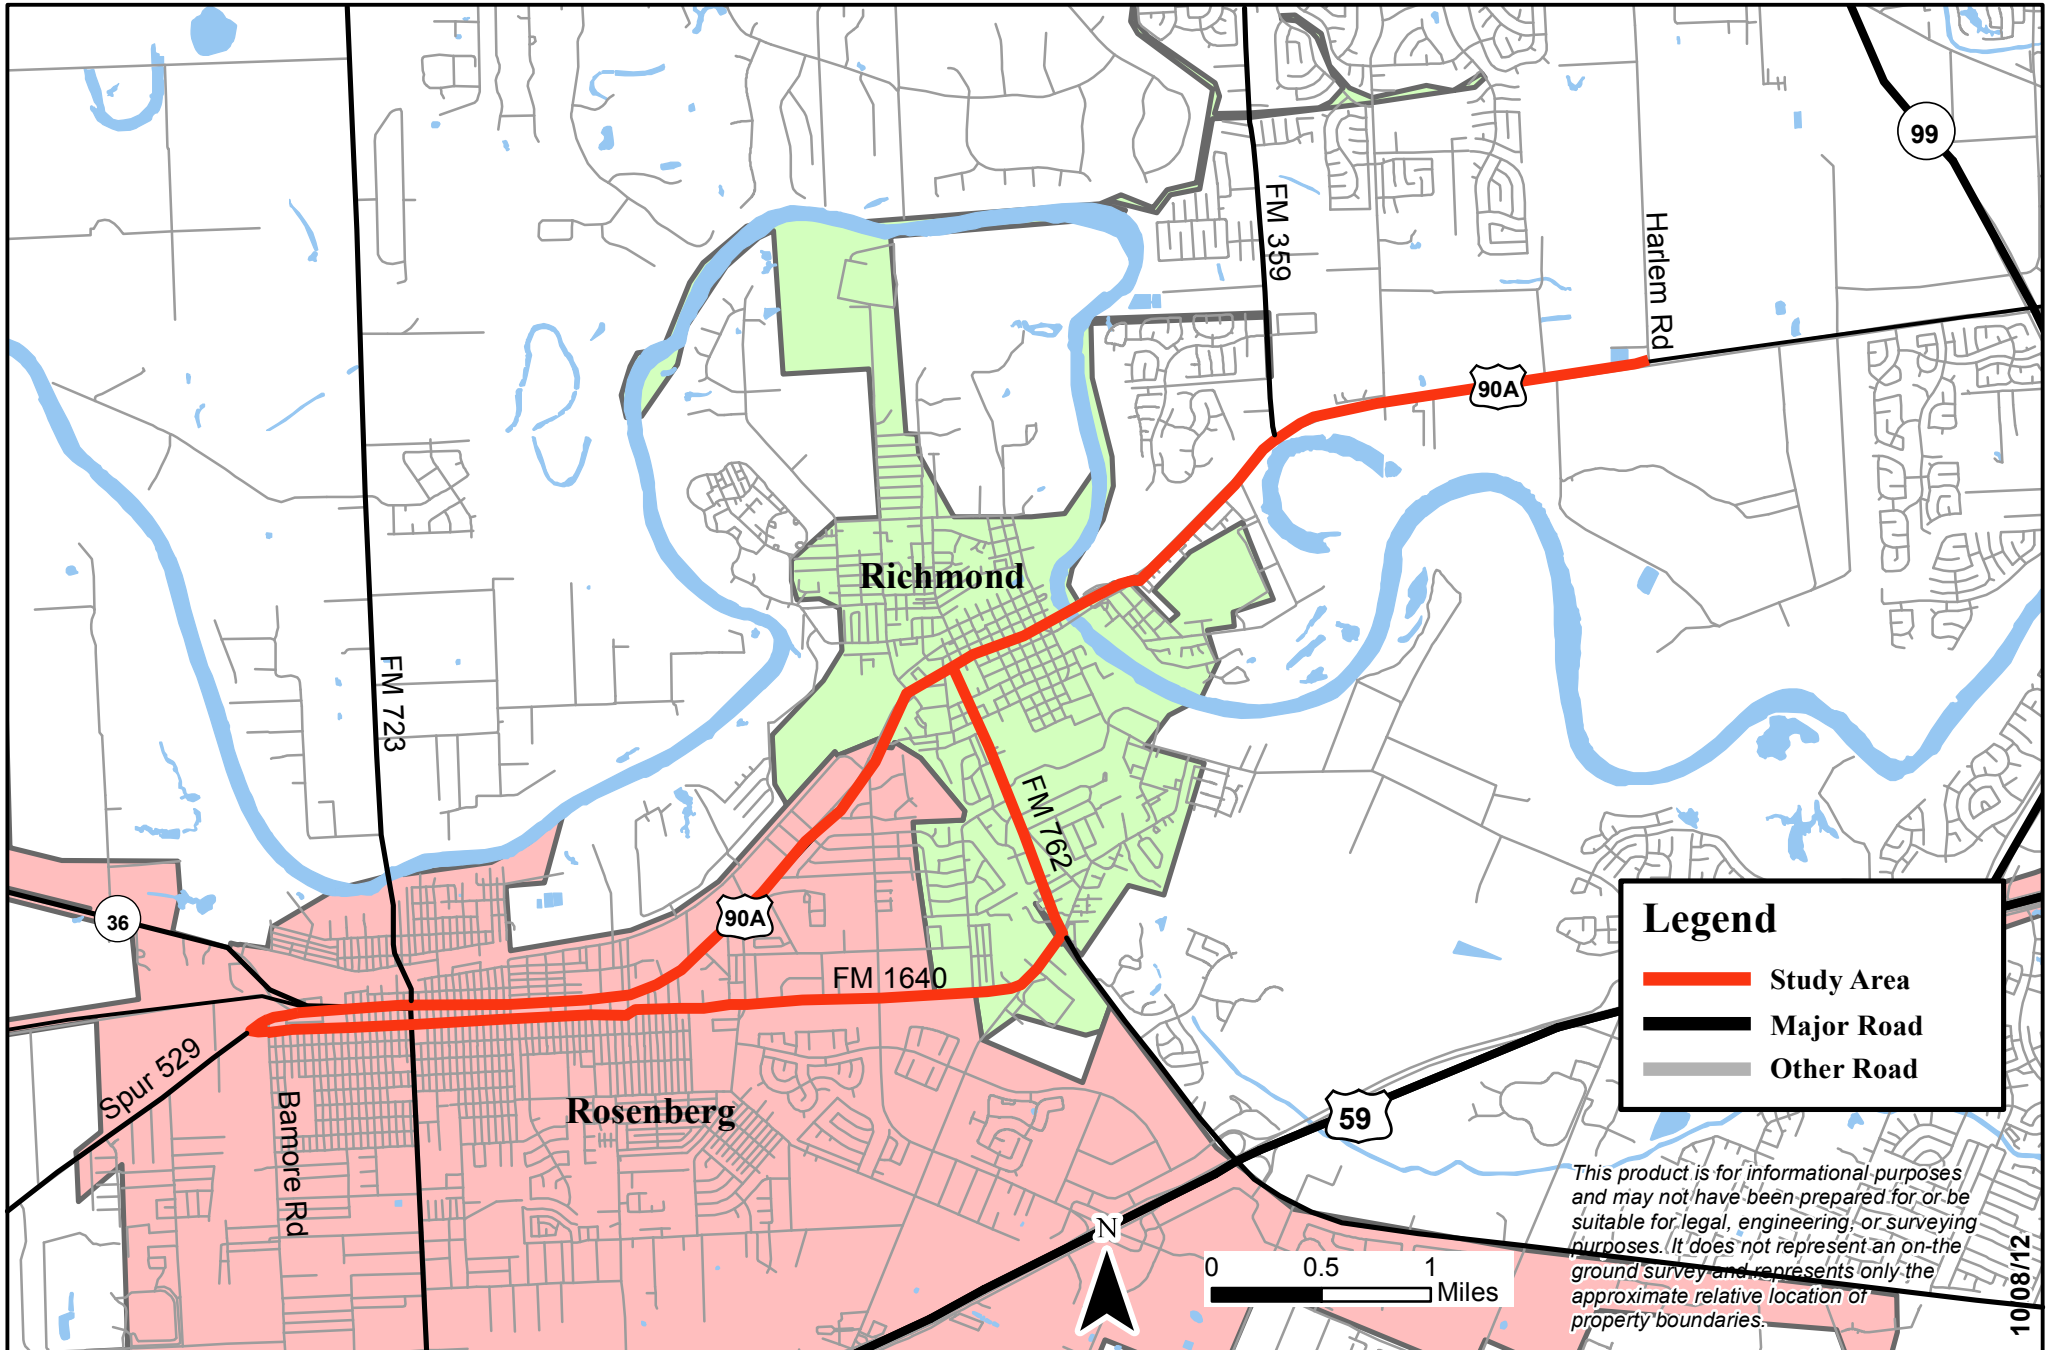 99
FM 359
Harlem Rd
90A
Richmond
FM 723
FM 762
90A
36
FM 1640
Spur 529
Bamore Rd
Rosenberg
59
Legend
Study Area
Major Road
Other Road
N
0 0.5 1
Miles
This product is for informational purposes
and may not have been prepared for or be
suitable for legal, engineering, or surveying
purposes. It does not represent an on-the
ground survey and represents only the
approximate relative location of
property boundaries.
10/08/12